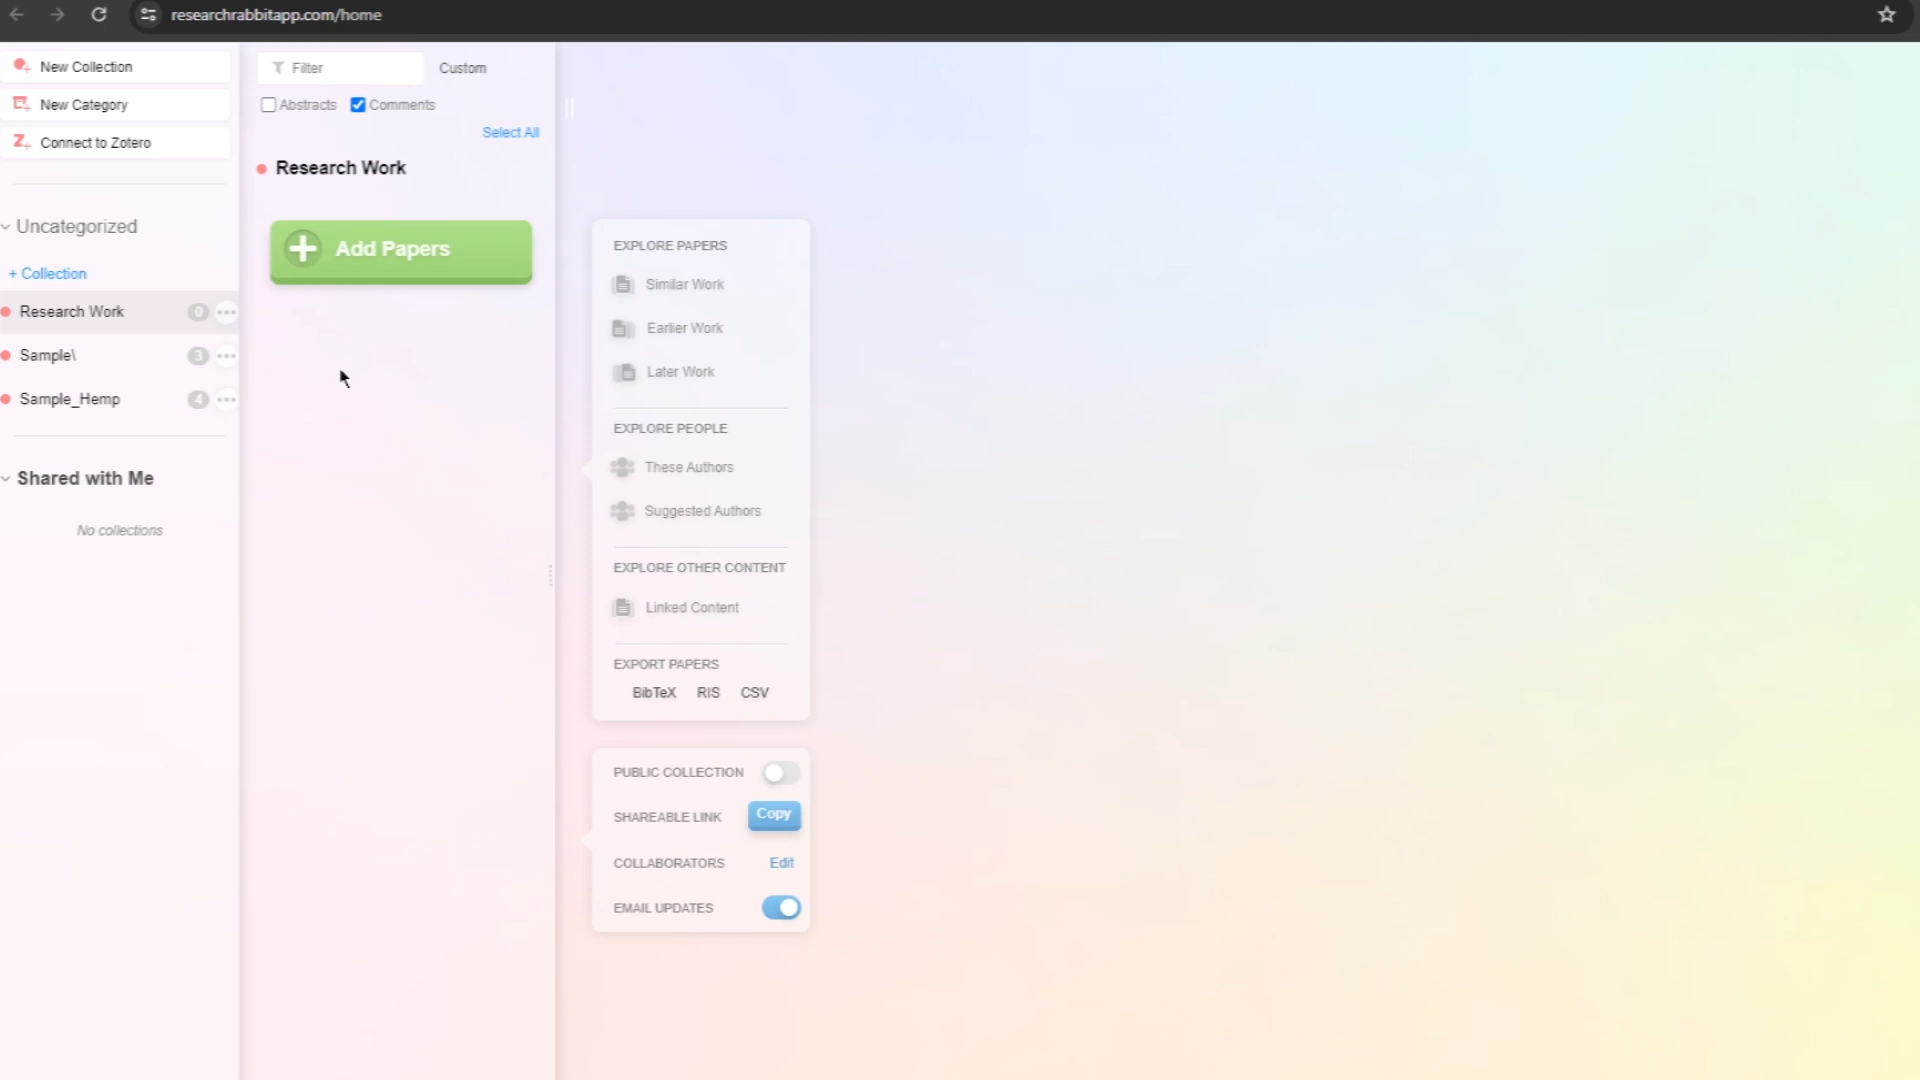 researchrabbitapp.com/home
New Collection
New Category
Connect to Zotero
Uncategorized
+ Collection
Research Work 0
Sample\ 3
Sample_Hemp 4
Shared with Me
No collections
Filter
Custom
Abstracts
Comments
Select All
Research Work
Add Papers
EXPLORE PAPERS
Similar Work
Earlier Work
Later Work
EXPLORE PEOPLE
These Authors
Suggested Authors
EXPLORE OTHER CONTENT
Linked Content
EXPORT PAPERS
BibTeX RIS CSV
PUBLIC COLLECTION
SHAREABLE LINK Copy
COLLABORATORS Edit
EMAIL UPDATES